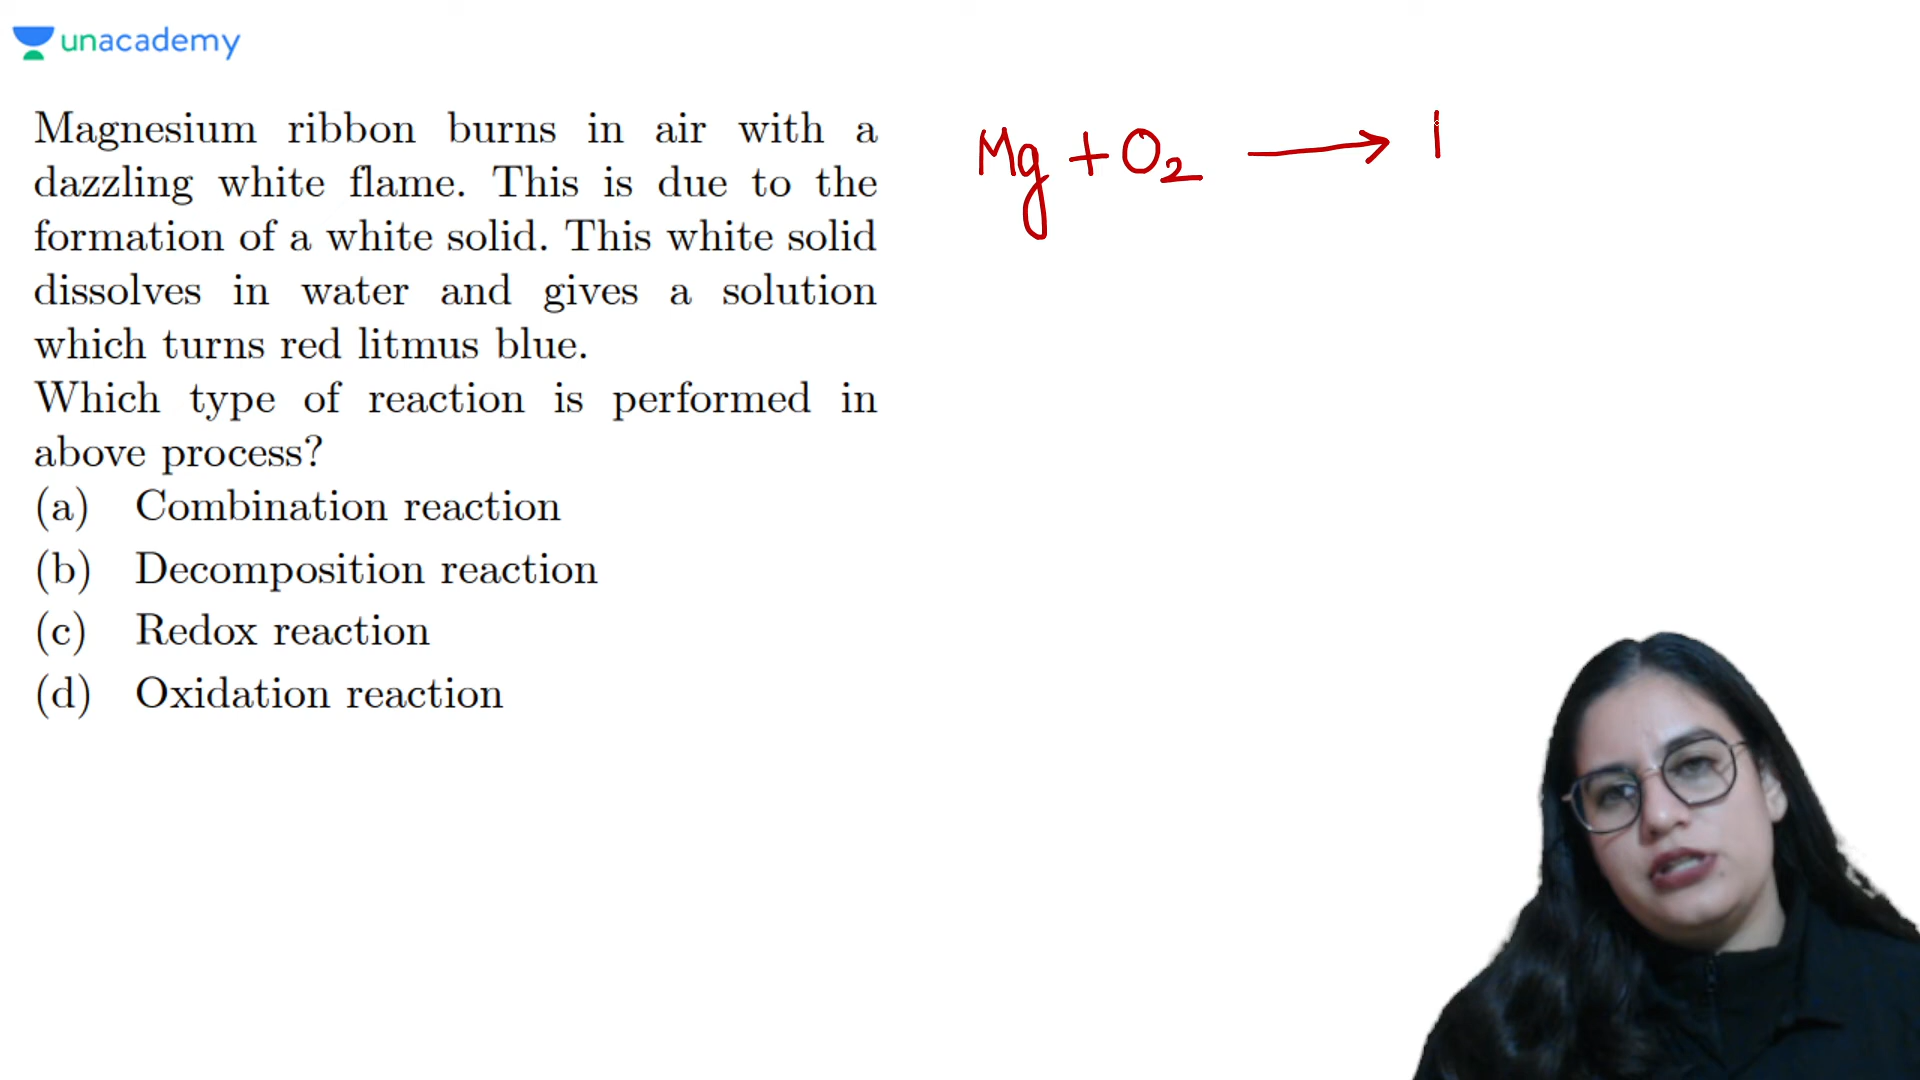 unacademy
Magnesium ribbon burns in air with a
dazzling white flame. This is due to the
formation of a white solid. This white solid
dissolves in water and gives a solution
which turns red litmus blue.
Which type of reaction is performed in
above process?
(a) Combination reaction
(b) Decomposition reaction
(c) Redox reaction
(d) Oxidation reaction
Mg + O₂ ⟶